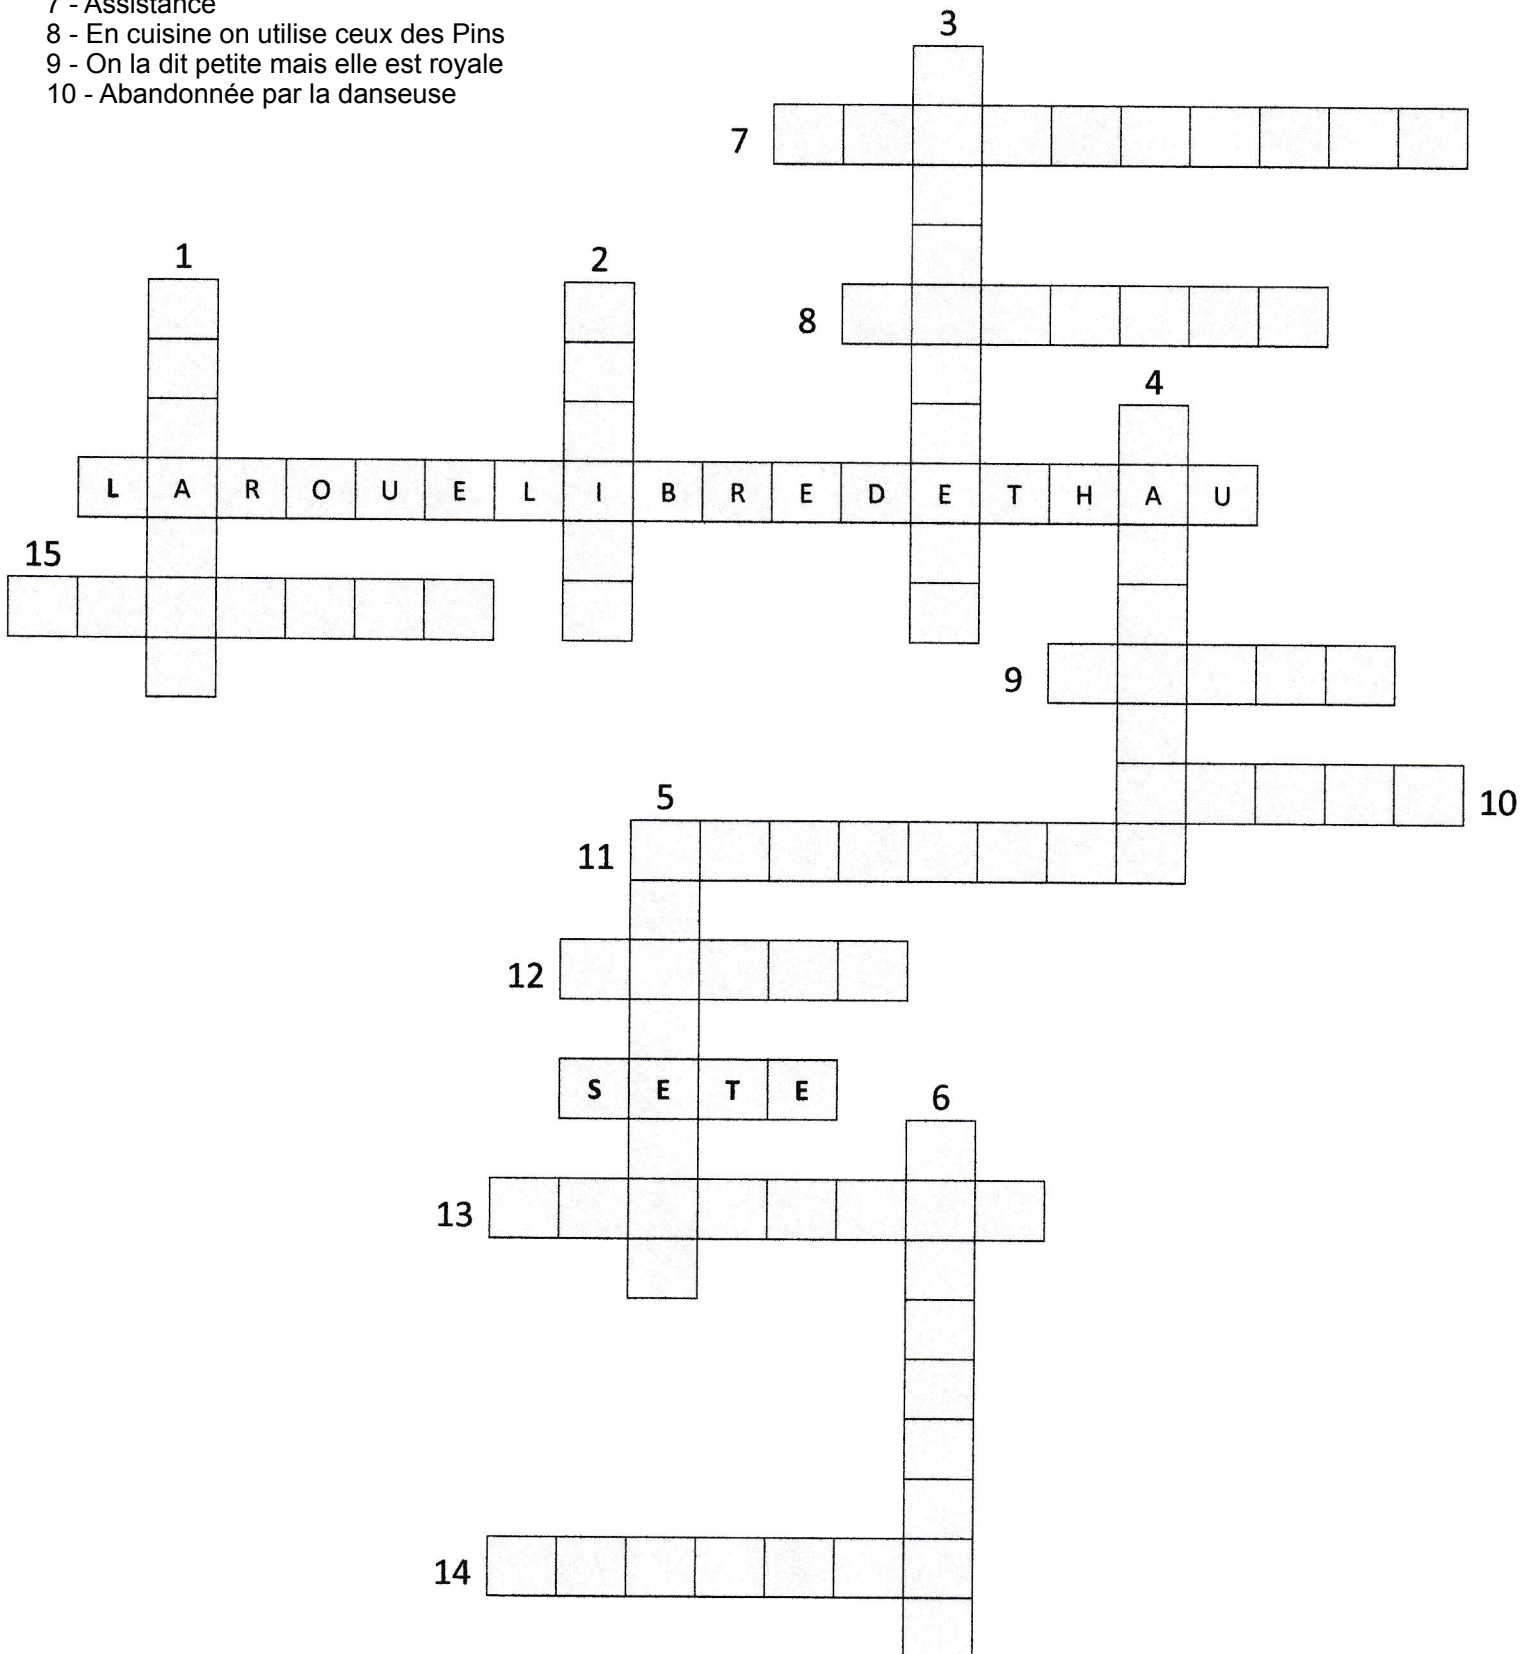 7 - Assistance
8 - En cuisine on utilise ceux des Pins
9 - On la dit petite mais elle est royale
10 - Abandonnée par la danseuse
3
7
1
2
8
4
L A R O U E L I B R E D E T H A U
15
9
5
10
11
12
S E T E
6
13
14